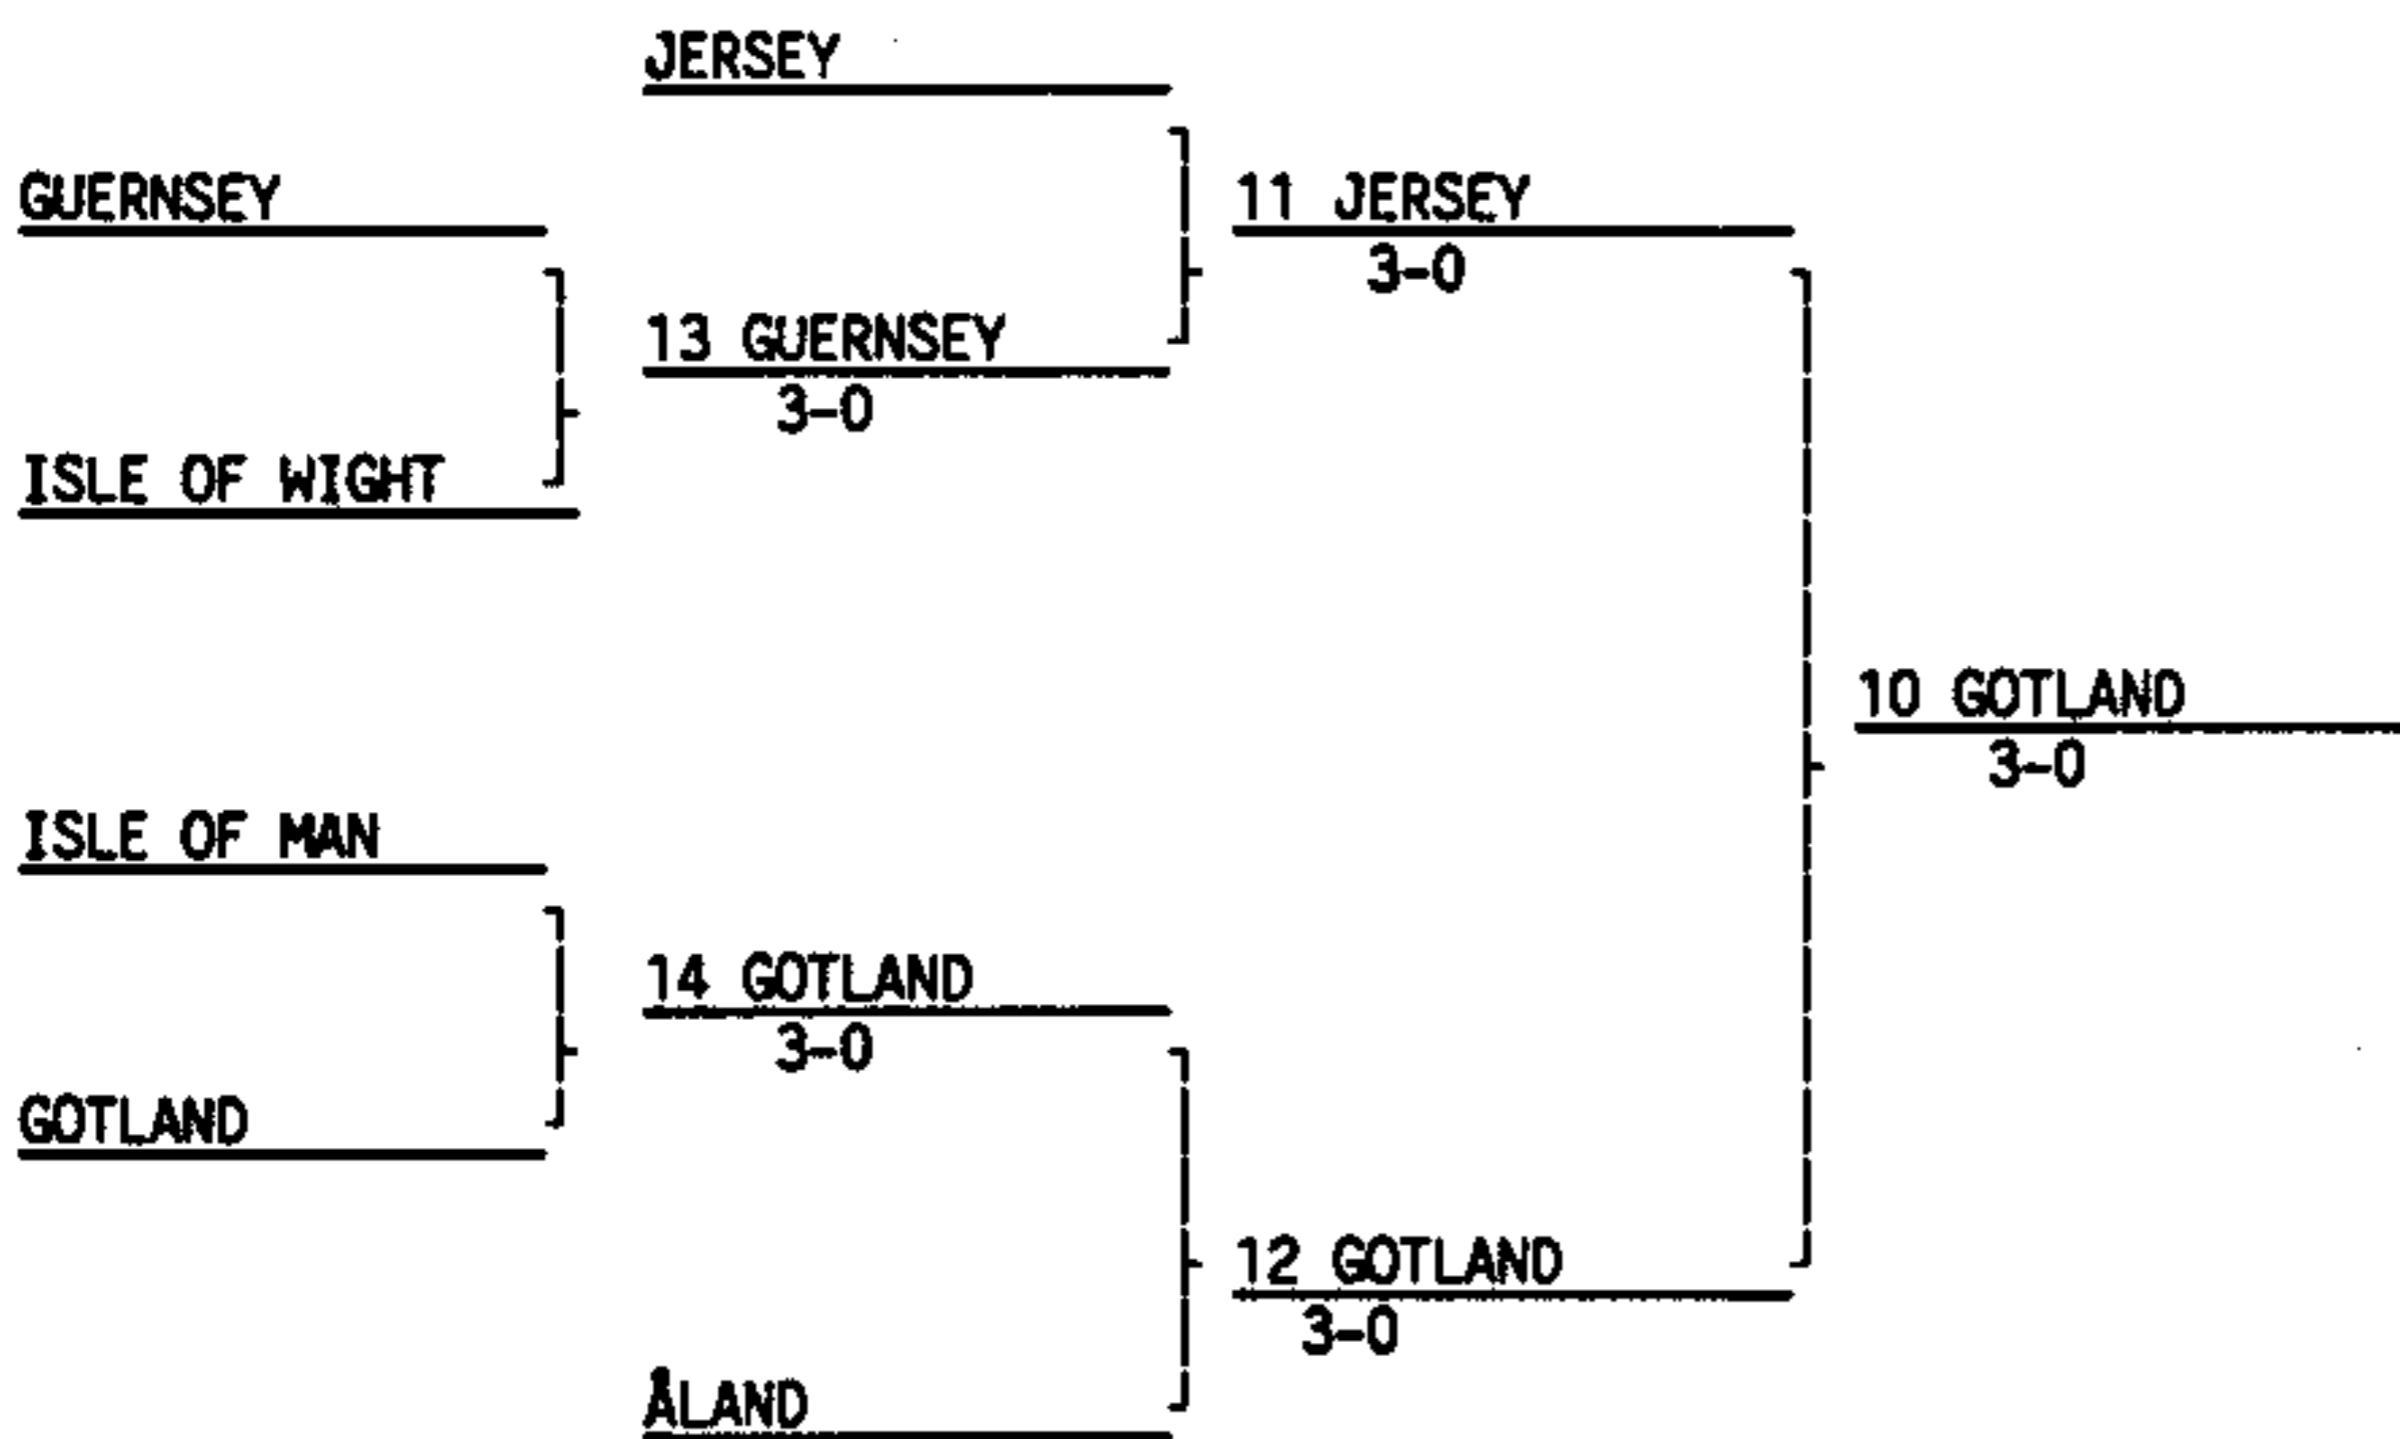 JERSEY
GUERNSEY
11 JERSEY
3-0
13 GUERNSEY
3-0
ISLE OF WIGHT
10 GOTLAND
3-0
ISLE OF MAN
14 GOTLAND
3-0
GOTLAND
12 GOTLAND
3-0
ÅLAND